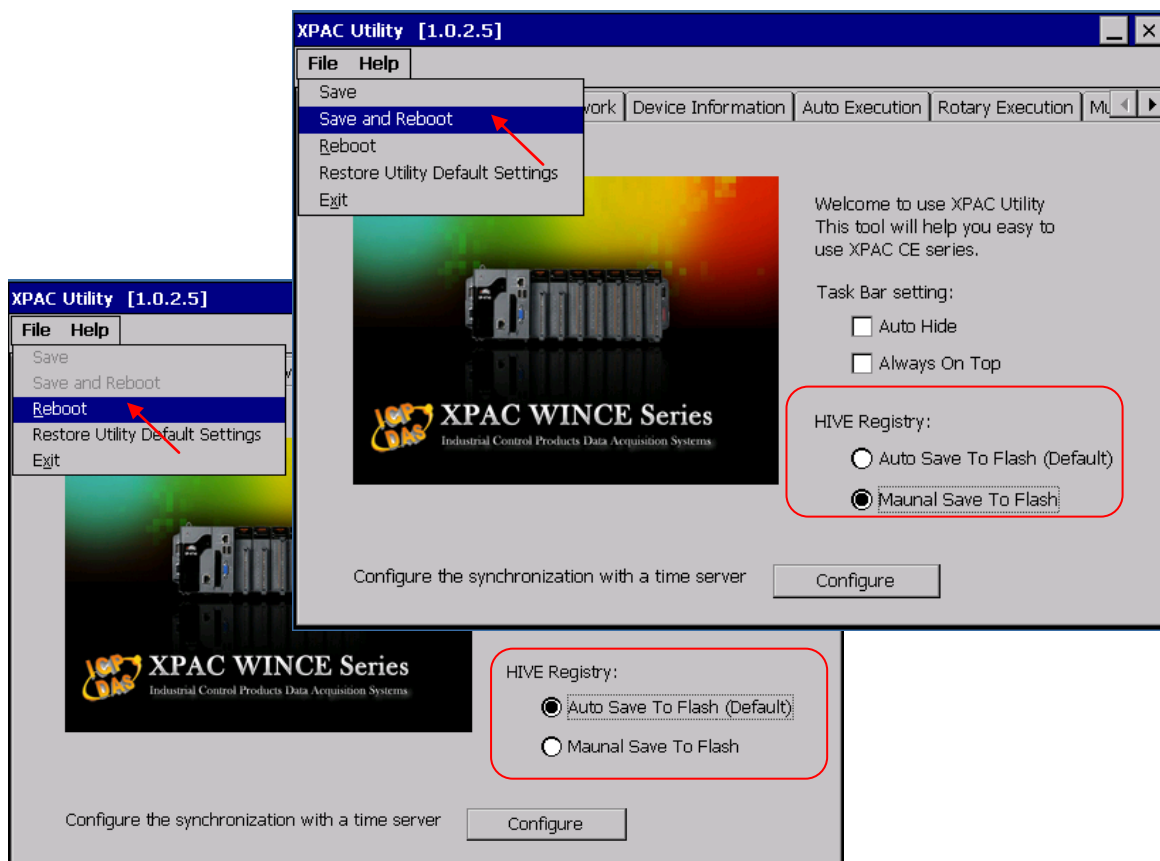 XPAC Utility [1.0.2.5]
File Help
Save
Save and Reboot
Reboot
Restore Utility Default Settings
Exit
Device Information
Auto Execution
Rotary Execution
Welcome to use XPAC Utility
This tool will help you easy to
use XPAC CE series.
Task Bar setting:
Auto Hide
Always On Top
ICP DAS
XPAC WINCE Series
Industrial Control Products Data Acquisition Systems
HIVE Registry:
Auto Save To Flash (Default)
Maunal Save To Flash
Configure the synchronization with a time server
Configure
XPAC Utility [1.0.2.5]
File Help
Save
Save and Reboot
Reboot
Restore Utility Default Settings
Exit
ICP DAS
XPAC WINCE Series
Industrial Control Products Data Acquisition Systems
HIVE Registry:
Auto Save To Flash (Default)
Maunal Save To Flash
Configure the synchronization with a time server
Configure